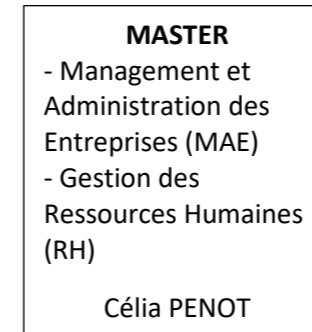 MASTER
- Management et
Administration des
Entreprises (MAE)
- Gestion des
Ressources Humaines
(RH)
Célia PENOT